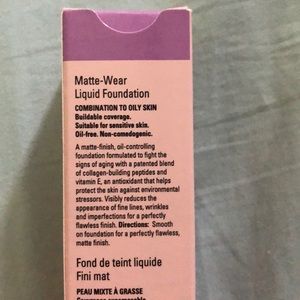 Matte-Wear
Liquid Foundation
COMBINATION TO OILY SKIN
Buildable coverage.
Suitable for sensitive skin.
Oil-free. Non-comedogenic.
A matte-finish, oil-controlling
foundation formulated to fight the
signs of aging with a patented blend
of collagen-building peptides and
vitamin E, an antioxidant that helps
protect the skin against environmental
stressors. Visibly reduces the
appearance of fine lines, wrinkles
and imperfections for a perfectly
flawless finish. Directions: Smooth
on foundation for a perfectly flawless,
matte finish.
Fond de teint liquide
Fini mat
PEAU MIXTE À GRASSE